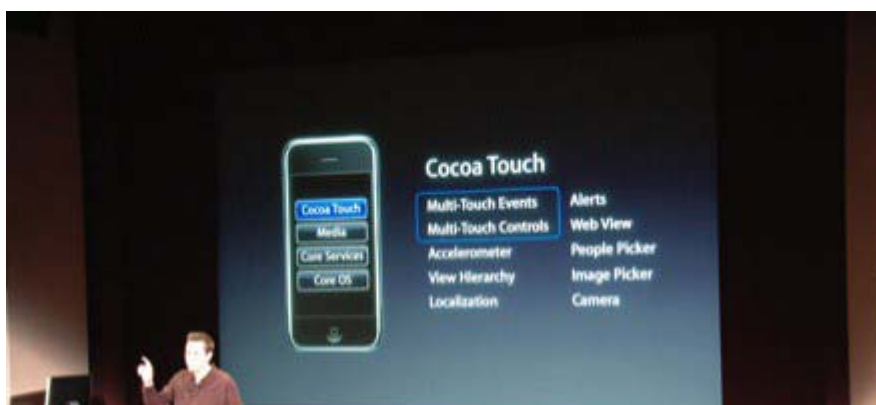 Cocoa Touch
Media
Core Services
Core OS
Cocoa Touch
Multi-Touch Events
Multi-Touch Controls
Accelerometer
View Hierarchy
Localization
Alerts
Web View
People Picker
Image Picker
Camera